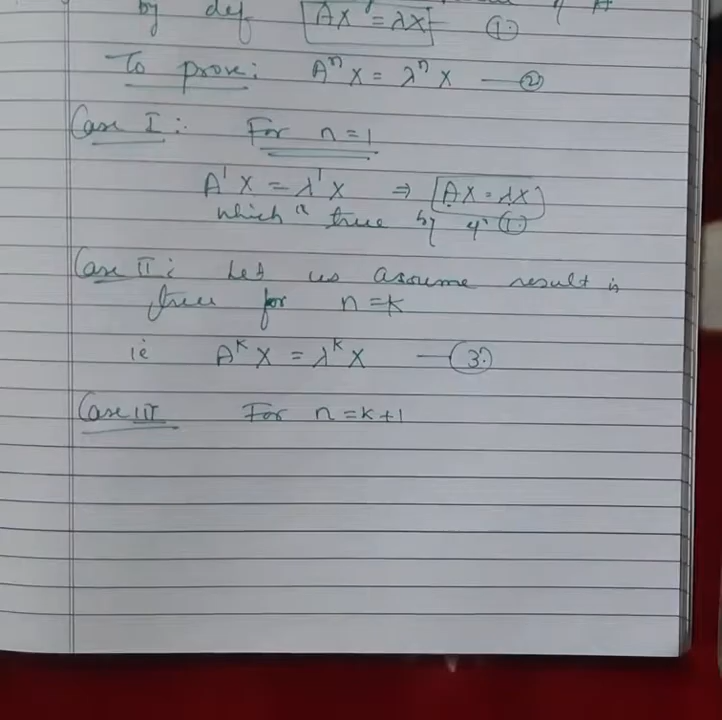 by def AX = λX — ①
To prove: Aⁿ X = λⁿ X — ②
Case I: For n = 1
A¹ X = λ¹ X ⇒ AX = λX
which is true by qⁿ ①
Case II: Let us assume result is
true for n = k
ie Aᵏ X = λᵏ X — ③
Case III For n = k + 1